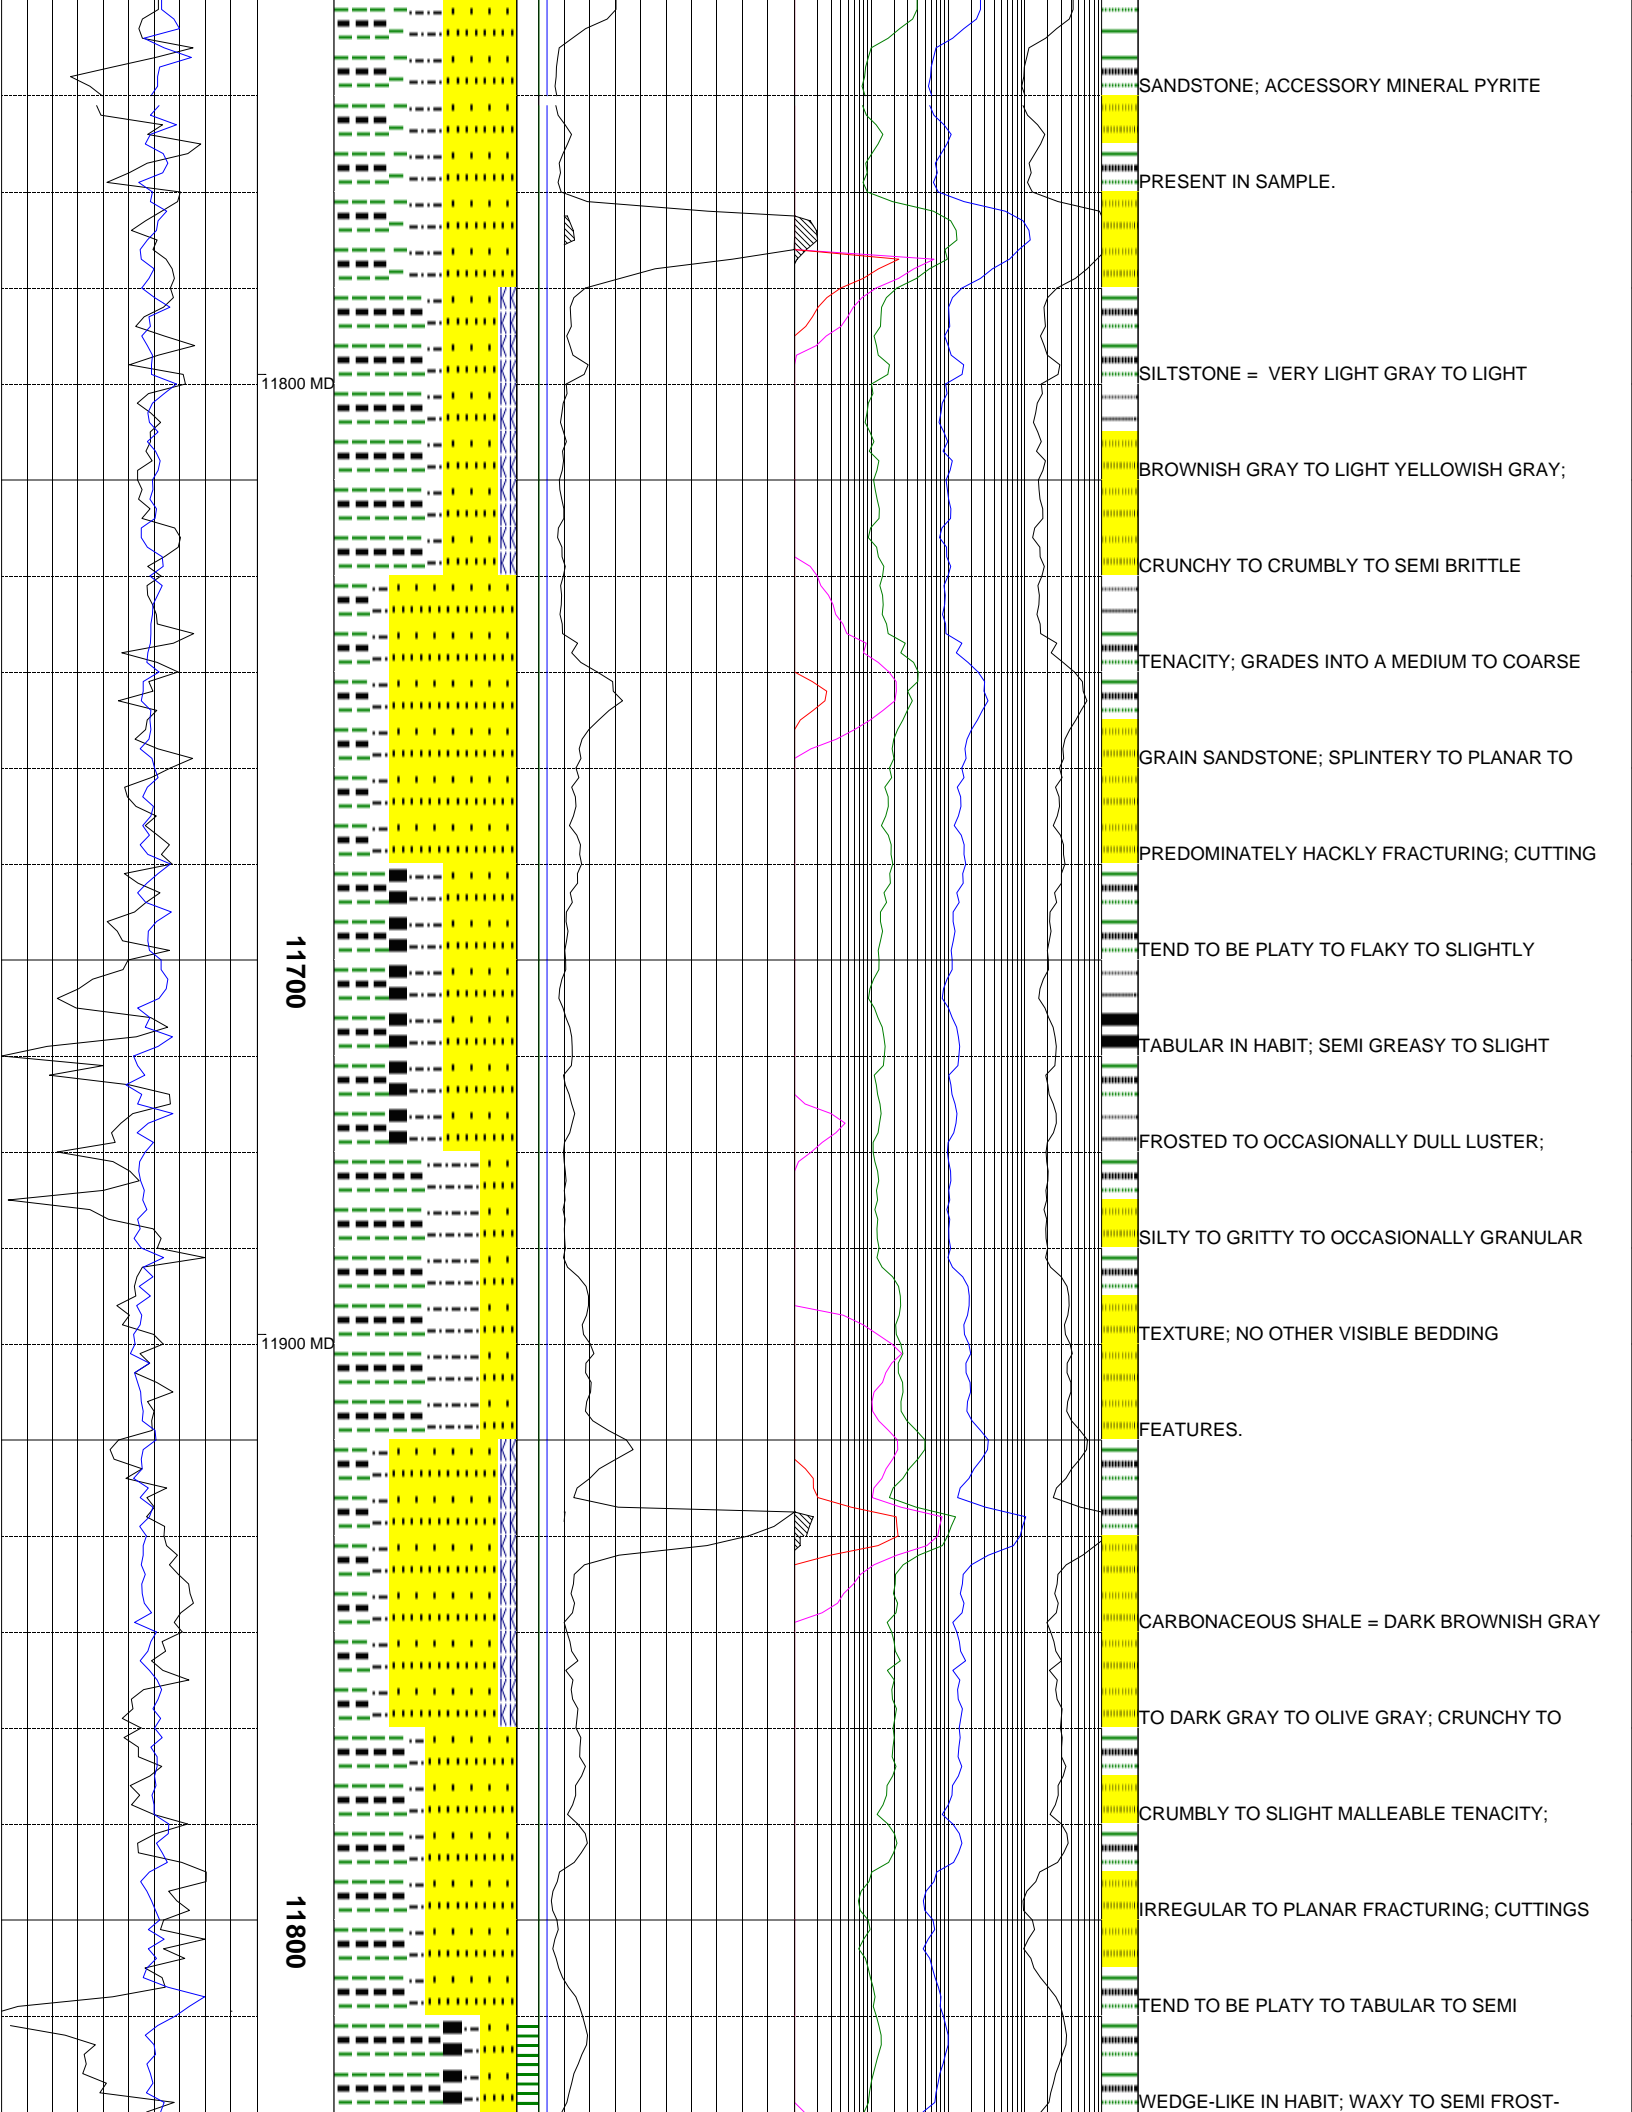 SANDSTONE; ACCESSORY MINERAL PYRITE
PRESENT IN SAMPLE.
11800 MD
SILTSTONE = VERY LIGHT GRAY TO LIGHT
BROWNISH GRAY TO LIGHT YELLOWISH GRAY;
CRUNCHY TO CRUMBLY TO SEMI BRITTLE
TENACITY; GRADES INTO A MEDIUM TO COARSE
GRAIN SANDSTONE; SPLINTERY TO PLANAR TO
PREDOMINATELY HACKLY FRACTURING; CUTTING
11700
TEND TO BE PLATY TO FLAKY TO SLIGHTLY
TABULAR IN HABIT; SEMI GREASY TO SLIGHT
FROSTED TO OCCASIONALLY DULL LUSTER;
SILTY TO GRITTY TO OCCASIONALLY GRANULAR
11900 MD
TEXTURE; NO OTHER VISIBLE BEDDING
FEATURES.
CARBONACEOUS SHALE = DARK BROWNISH GRAY
TO DARK GRAY TO OLIVE GRAY; CRUNCHY TO
CRUMBLY TO SLIGHT MALLEABLE TENACITY;
11800
IRREGULAR TO PLANAR FRACTURING; CUTTINGS
TEND TO BE PLATY TO TABULAR TO SEMI
WEDGE-LIKE IN HABIT; WAXY TO SEMI FROST-